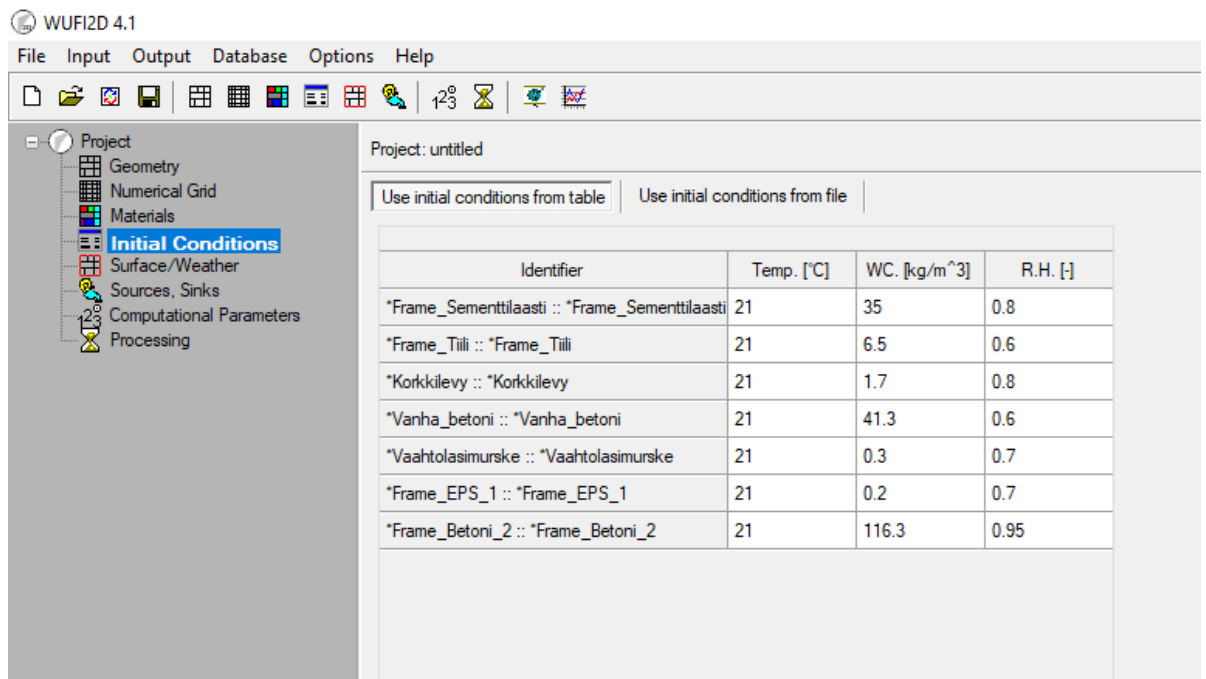 WUFI2D 4.1
File Input Output Database Options Help
Project
Geometry
Numerical Grid
Materials
Initial Conditions
Surface/Weather
Sources, Sinks
Computational Parameters
Processing
Project: untitled
Use initial conditions from table Use initial conditions from file
Identifier Temp. [°C] WC. [kg/m^3] R.H. [-]
*Frame_Sementtilaasti :: *Frame_Sementtilaasti 21 35 0.8
*Frame_Tiili :: *Frame_Tiili 21 6.5 0.6
*Korkkilevy :: *Korkkilevy 21 1.7 0.8
*Vanha_betoni :: *Vanha_betoni 21 41.3 0.6
*Vaahtolasimurske :: *Vaahtolasimurske 21 0.3 0.7
*Frame_EPS_1 :: *Frame_EPS_1 21 0.2 0.7
*Frame_Betoni_2 :: *Frame_Betoni_2 21 116.3 0.95